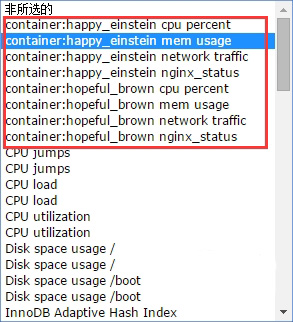 非所选的
container:happy_einstein cpu percent
container:happy_einstein mem usage
container:happy_einstein network traffic
container:happy_einstein nginx_status
container:hopeful_brown cpu percent
container:hopeful_brown mem usage
container:hopeful_brown network traffic
container:hopeful_brown nginx_status
CPU jumps
CPU jumps
CPU load
CPU load
CPU utilization
CPU utilization
Disk space usage /
Disk space usage /
Disk space usage /boot
Disk space usage /boot
InnoDB Adaptive Hash Index